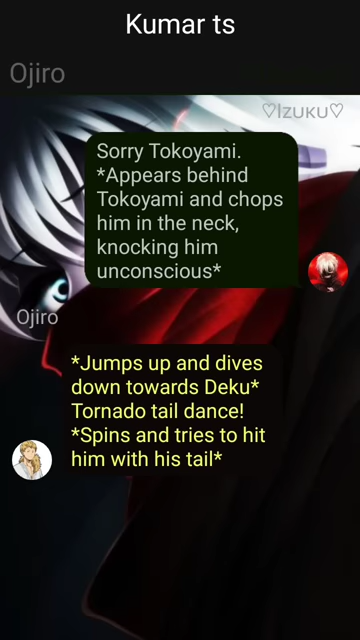 Kumar ts
Ojiro
♡Izuku♡
Sorry Tokoyami.
*Appears behind
Tokoyami and chops
him in the neck,
knocking him
unconscious*
Ojiro
*Jumps up and dives
down towards Deku*
Tornado tail dance!
*Spins and tries to hit
him with his tail*